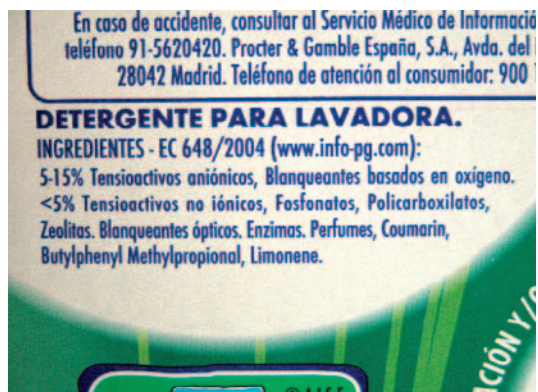 En caso de accidente, consultar al Servicio Médico de
teléfono 91-5620420. Procter & Gamble España, S.A., Avda. del
28042 Madrid. Teléfono de atención al consumidor: 900
DETERGENTE PARA LAVADORA.
INGREDIENTES - EC 648/2004 (www.info-pg.com):
5-15% Tensioactivos aniónicos, Blanqueantes basados en oxígeno.
<5% Tensioactivos no iónicos, Fosfonatos, Policarboxilatos,
Zeolitas. Blanqueantes ópticos. Enzimas. Perfumes, Coumarin,
Butylphenyl Methylpropional, Limonene.
Y/